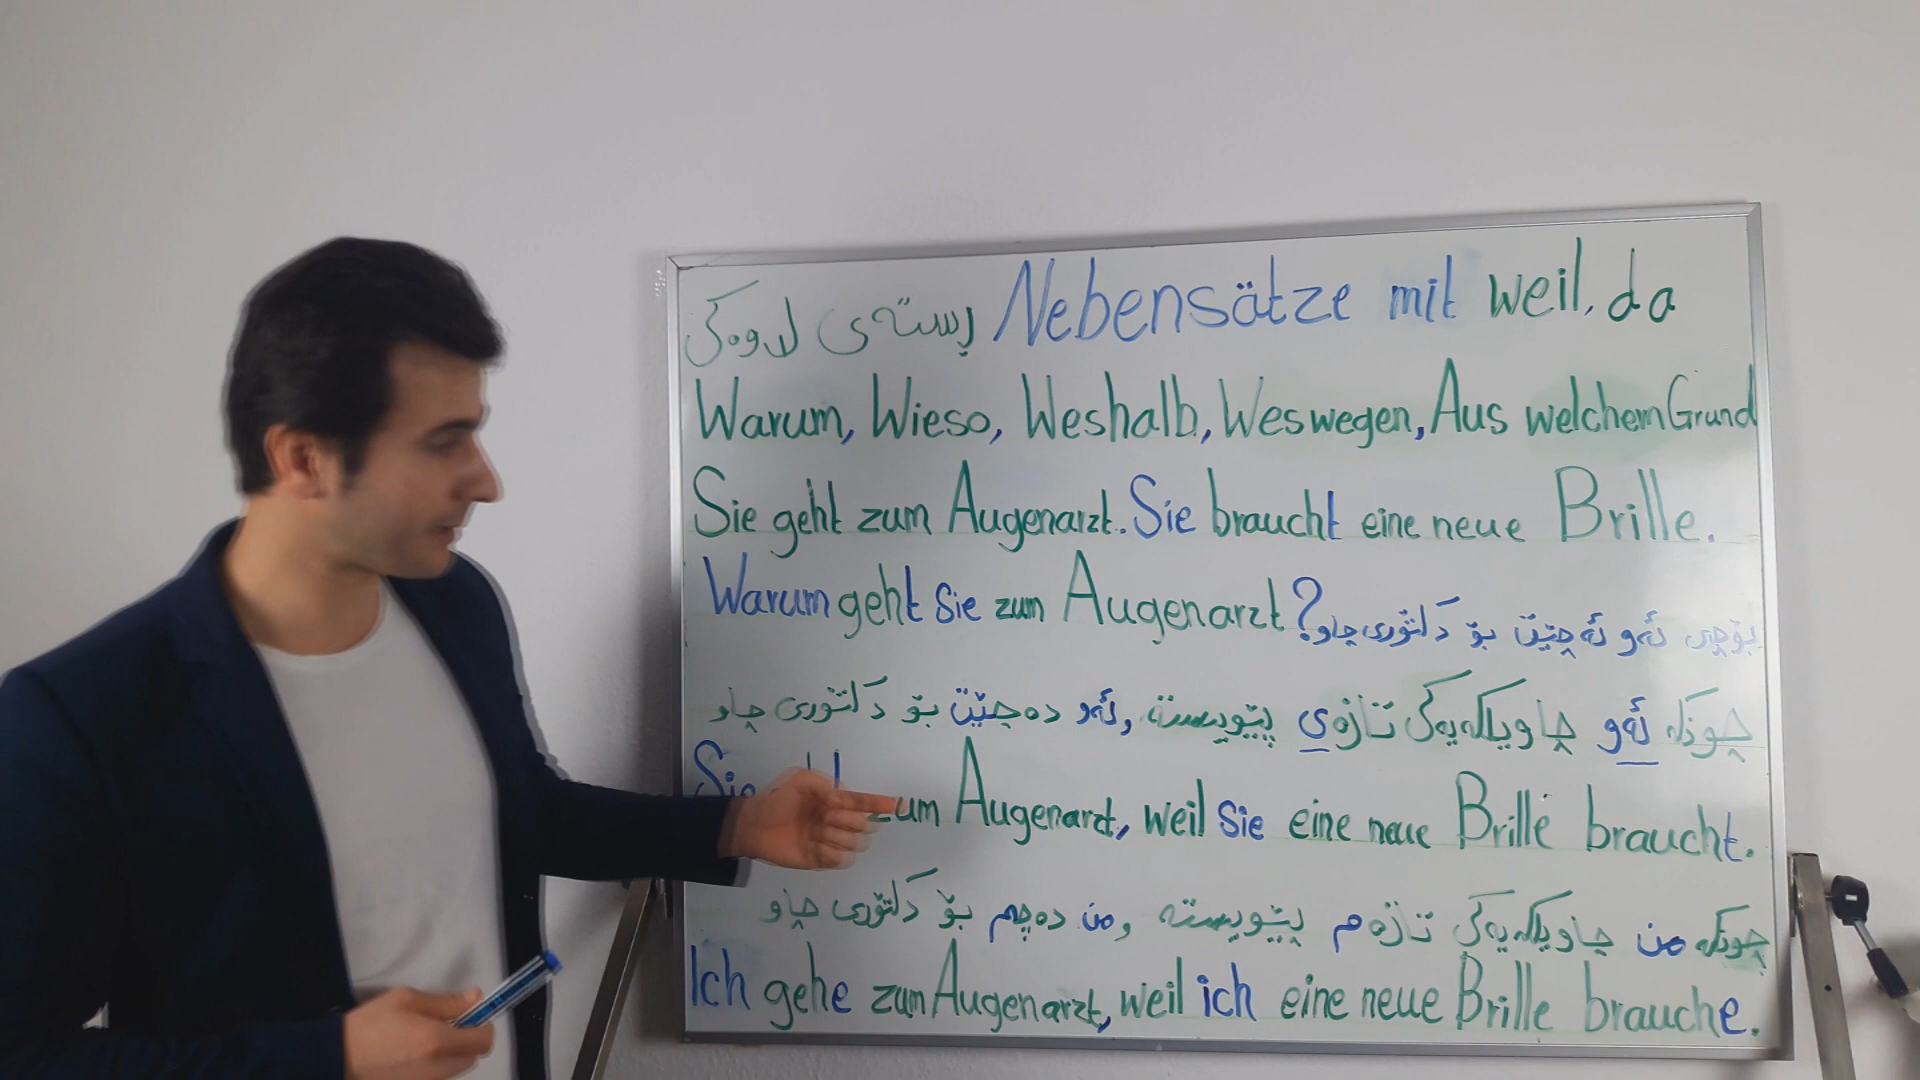 ڕستەی لاوەکی Nebensätze mit weil, da
Warum, Wieso, Weshalb, Weswegen, Aus welchem Grund
Sie geht zum Augenarzt. Sie braucht eine neue Brille.
Warum geht Sie zum Augenarzt? بۆچی ئەو ئەچێت بۆ دکتۆری چاو
چونکە ئەو چاویلکەیەکی تازەی پێویستە, ئەو دەچێت بۆ دکتۆری چاو
Sie zum Augenarzt, weil Sie eine neue Brille braucht.
چونکە من چاویلکەیەکی تازەم پێویستە, من دەچم بۆ دکتۆری چاو
Ich gehe zum Augenarzt, weil ich eine neue Brille brauche.